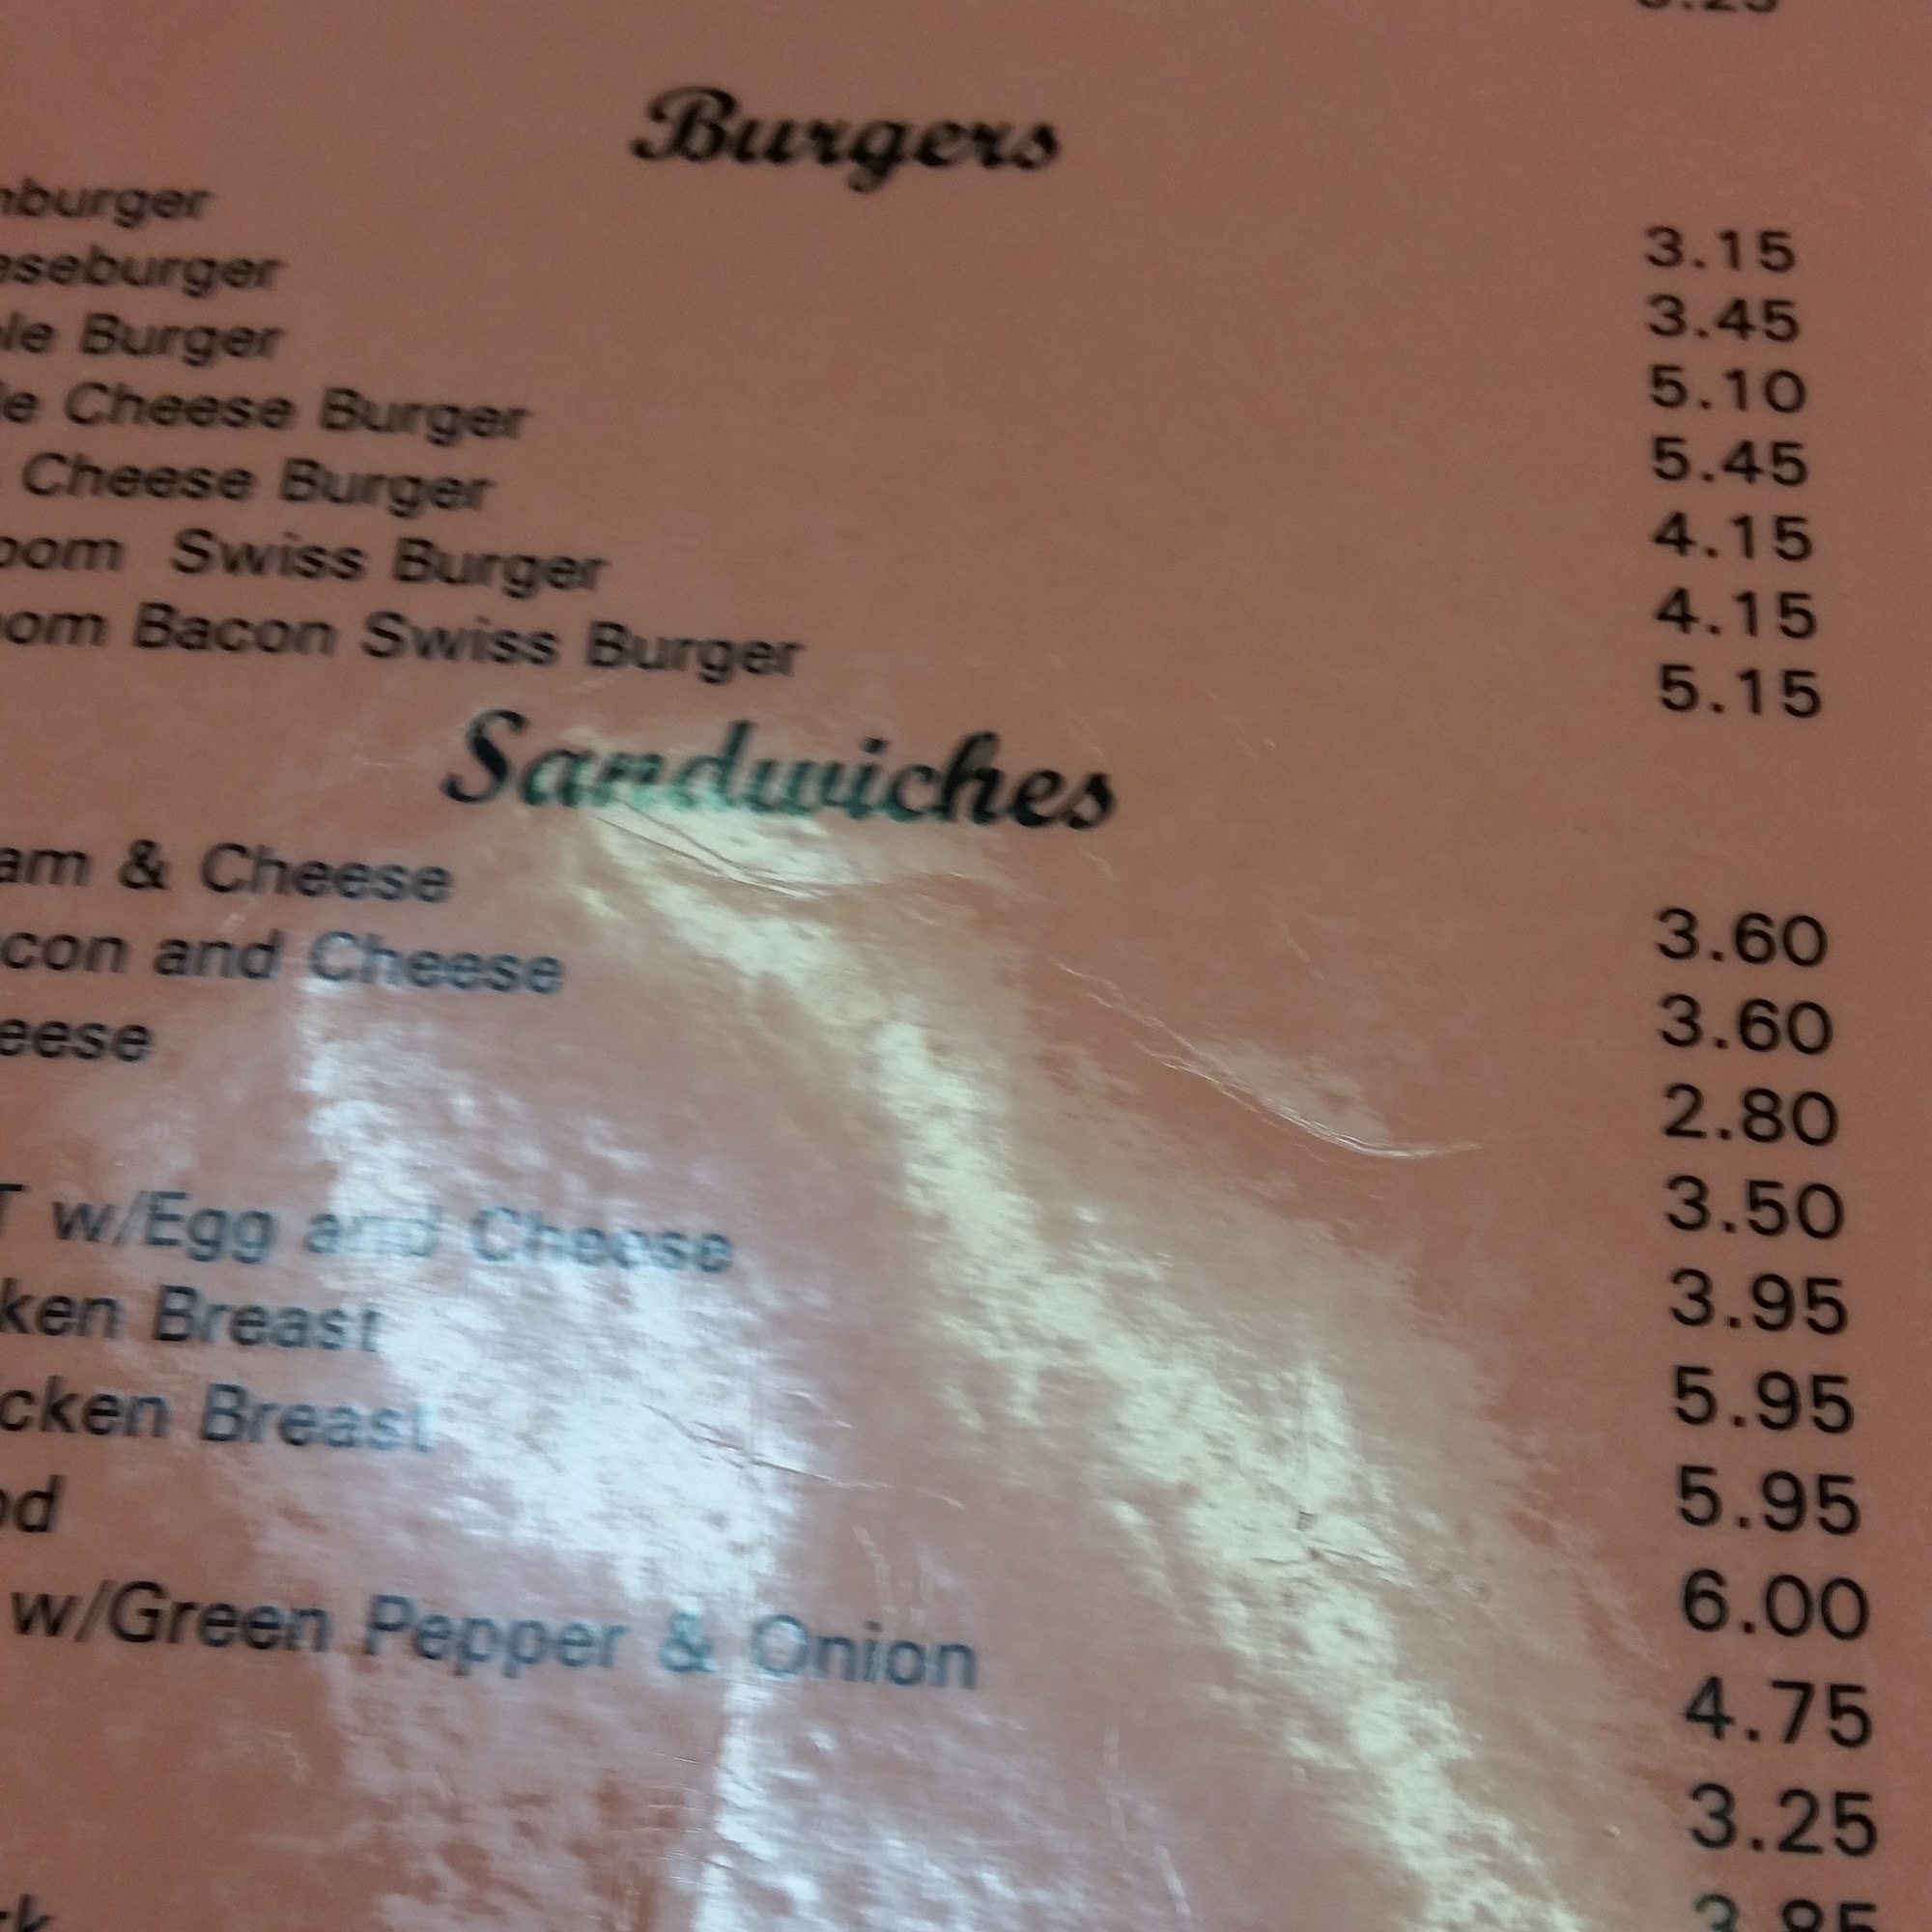 Burgers
nburger 3.15
eseburger 3.45
le Burger 5.10
le Cheese Burger 5.45
Cheese Burger 4.15
oom Swiss Burger 4.15
oom Bacon Swiss Burger 5.15
Sandwiches
am & Cheese 3.60
con and Cheese 3.60
eese 2.80
3.50
T w/Egg and Cheese 3.95
ken Breast 5.95
cken Breast 5.95
od 6.00
w/Green Pepper & Onion 4.75
3.25
3.85